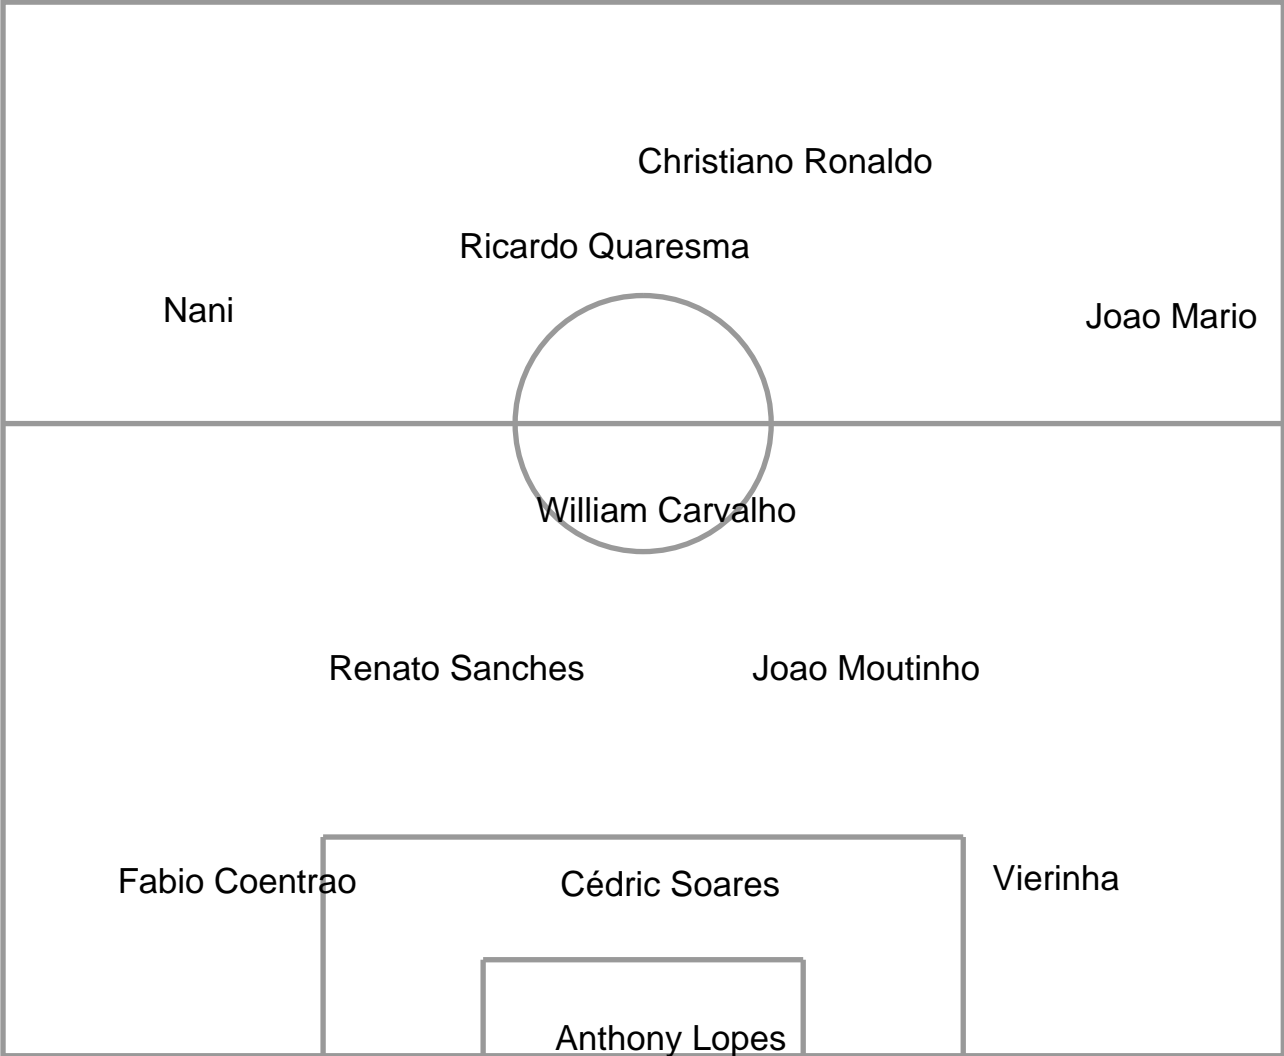 Christiano Ronaldo
Ricardo Quaresma
Nani
Joao Mario
William Carvalho
Renato Sanches
Joao Moutinho
Fabio Coentrao
Cédric Soares
Vierinha
Anthony Lopes